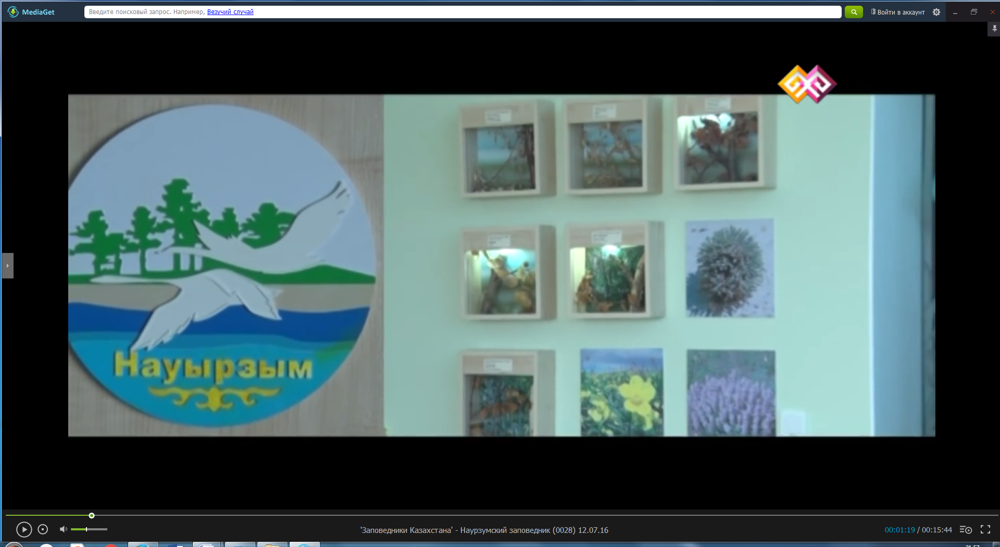 MediaGet
Введите поисковый запрос. Например, Везучий случай
Войти в аккаунт
Науырзым
'Заповедники Казахстана' - Наурзумский заповедник (0028) 12.07.16
00:01:19 / 00:15:44